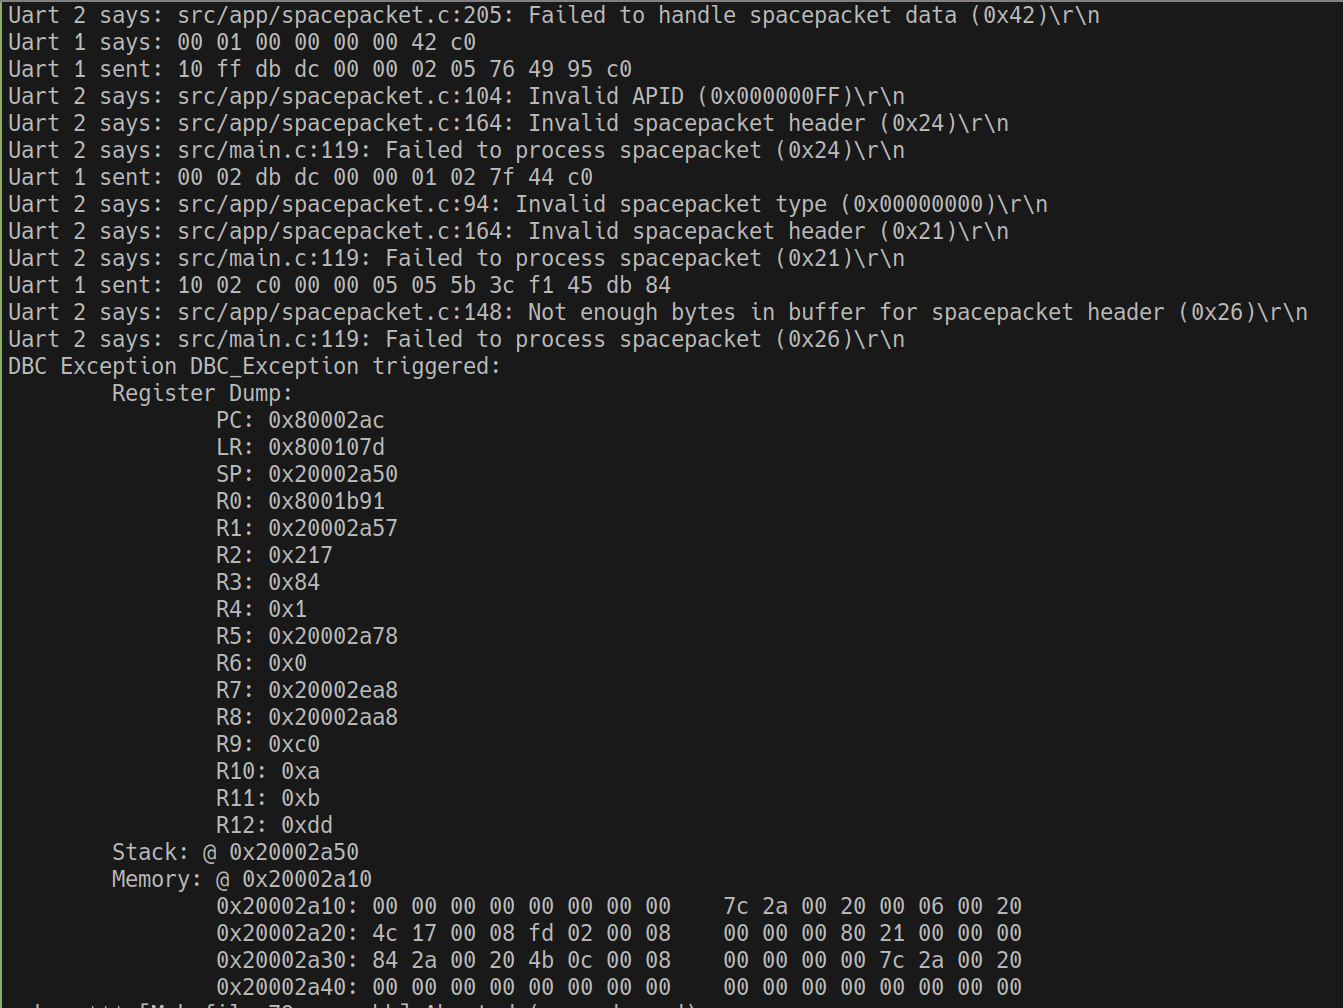 Uart 2 says: src/app/spacepacket.c:205: Failed to handle spacepacket data (0x42)\r\n
Uart 1 says: 00 01 00 00 00 00 42 c0
Uart 1 sent: 10 ff db dc 00 00 02 05 76 49 95 c0
Uart 2 says: src/app/spacepacket.c:104: Invalid APID (0x000000FF)\r\n
Uart 2 says: src/app/spacepacket.c:164: Invalid spacepacket header (0x24)\r\n
Uart 2 says: src/main.c:119: Failed to process spacepacket (0x24)\r\n
Uart 1 sent: 00 02 db dc 00 00 01 02 7f 44 c0
Uart 2 says: src/app/spacepacket.c:94: Invalid spacepacket type (0x00000000)\r\n
Uart 2 says: src/app/spacepacket.c:164: Invalid spacepacket header (0x21)\r\n
Uart 2 says: src/main.c:119: Failed to process spacepacket (0x21)\r\n
Uart 1 sent: 10 02 c0 00 00 05 05 5b 3c f1 45 db 84
Uart 2 says: src/app/spacepacket.c:148: Not enough bytes in buffer for spacepacket header (0x26)\r\n
Uart 2 says: src/main.c:119: Failed to process spacepacket (0x26)\r\n
DBC Exception DBC_Exception triggered:
Register Dump:
PC: 0x80002ac
LR: 0x800107d
SP: 0x20002a50
R0: 0x8001b91
R1: 0x20002a57
R2: 0x217
R3: 0x84
R4: 0x1
R5: 0x20002a78
R6: 0x0
R7: 0x20002ea8
R8: 0x20002aa8
R9: 0xc0
R10: 0xa
R11: 0xb
R12: 0xdd
Stack: @ 0x20002a50
Memory: @ 0x20002a10
0x20002a10: 00 00 00 00 00 00 00 00 7c 2a 00 20 00 06 00 20
0x20002a20: 4c 17 00 08 fd 02 00 08 00 00 00 80 21 00 00 00
0x20002a30: 84 2a 00 20 4b 0c 00 08 00 00 00 00 7c 2a 00 20
0x20002a40: 00 00 00 00 00 00 00 00 00 00 00 00 00 00 00 00